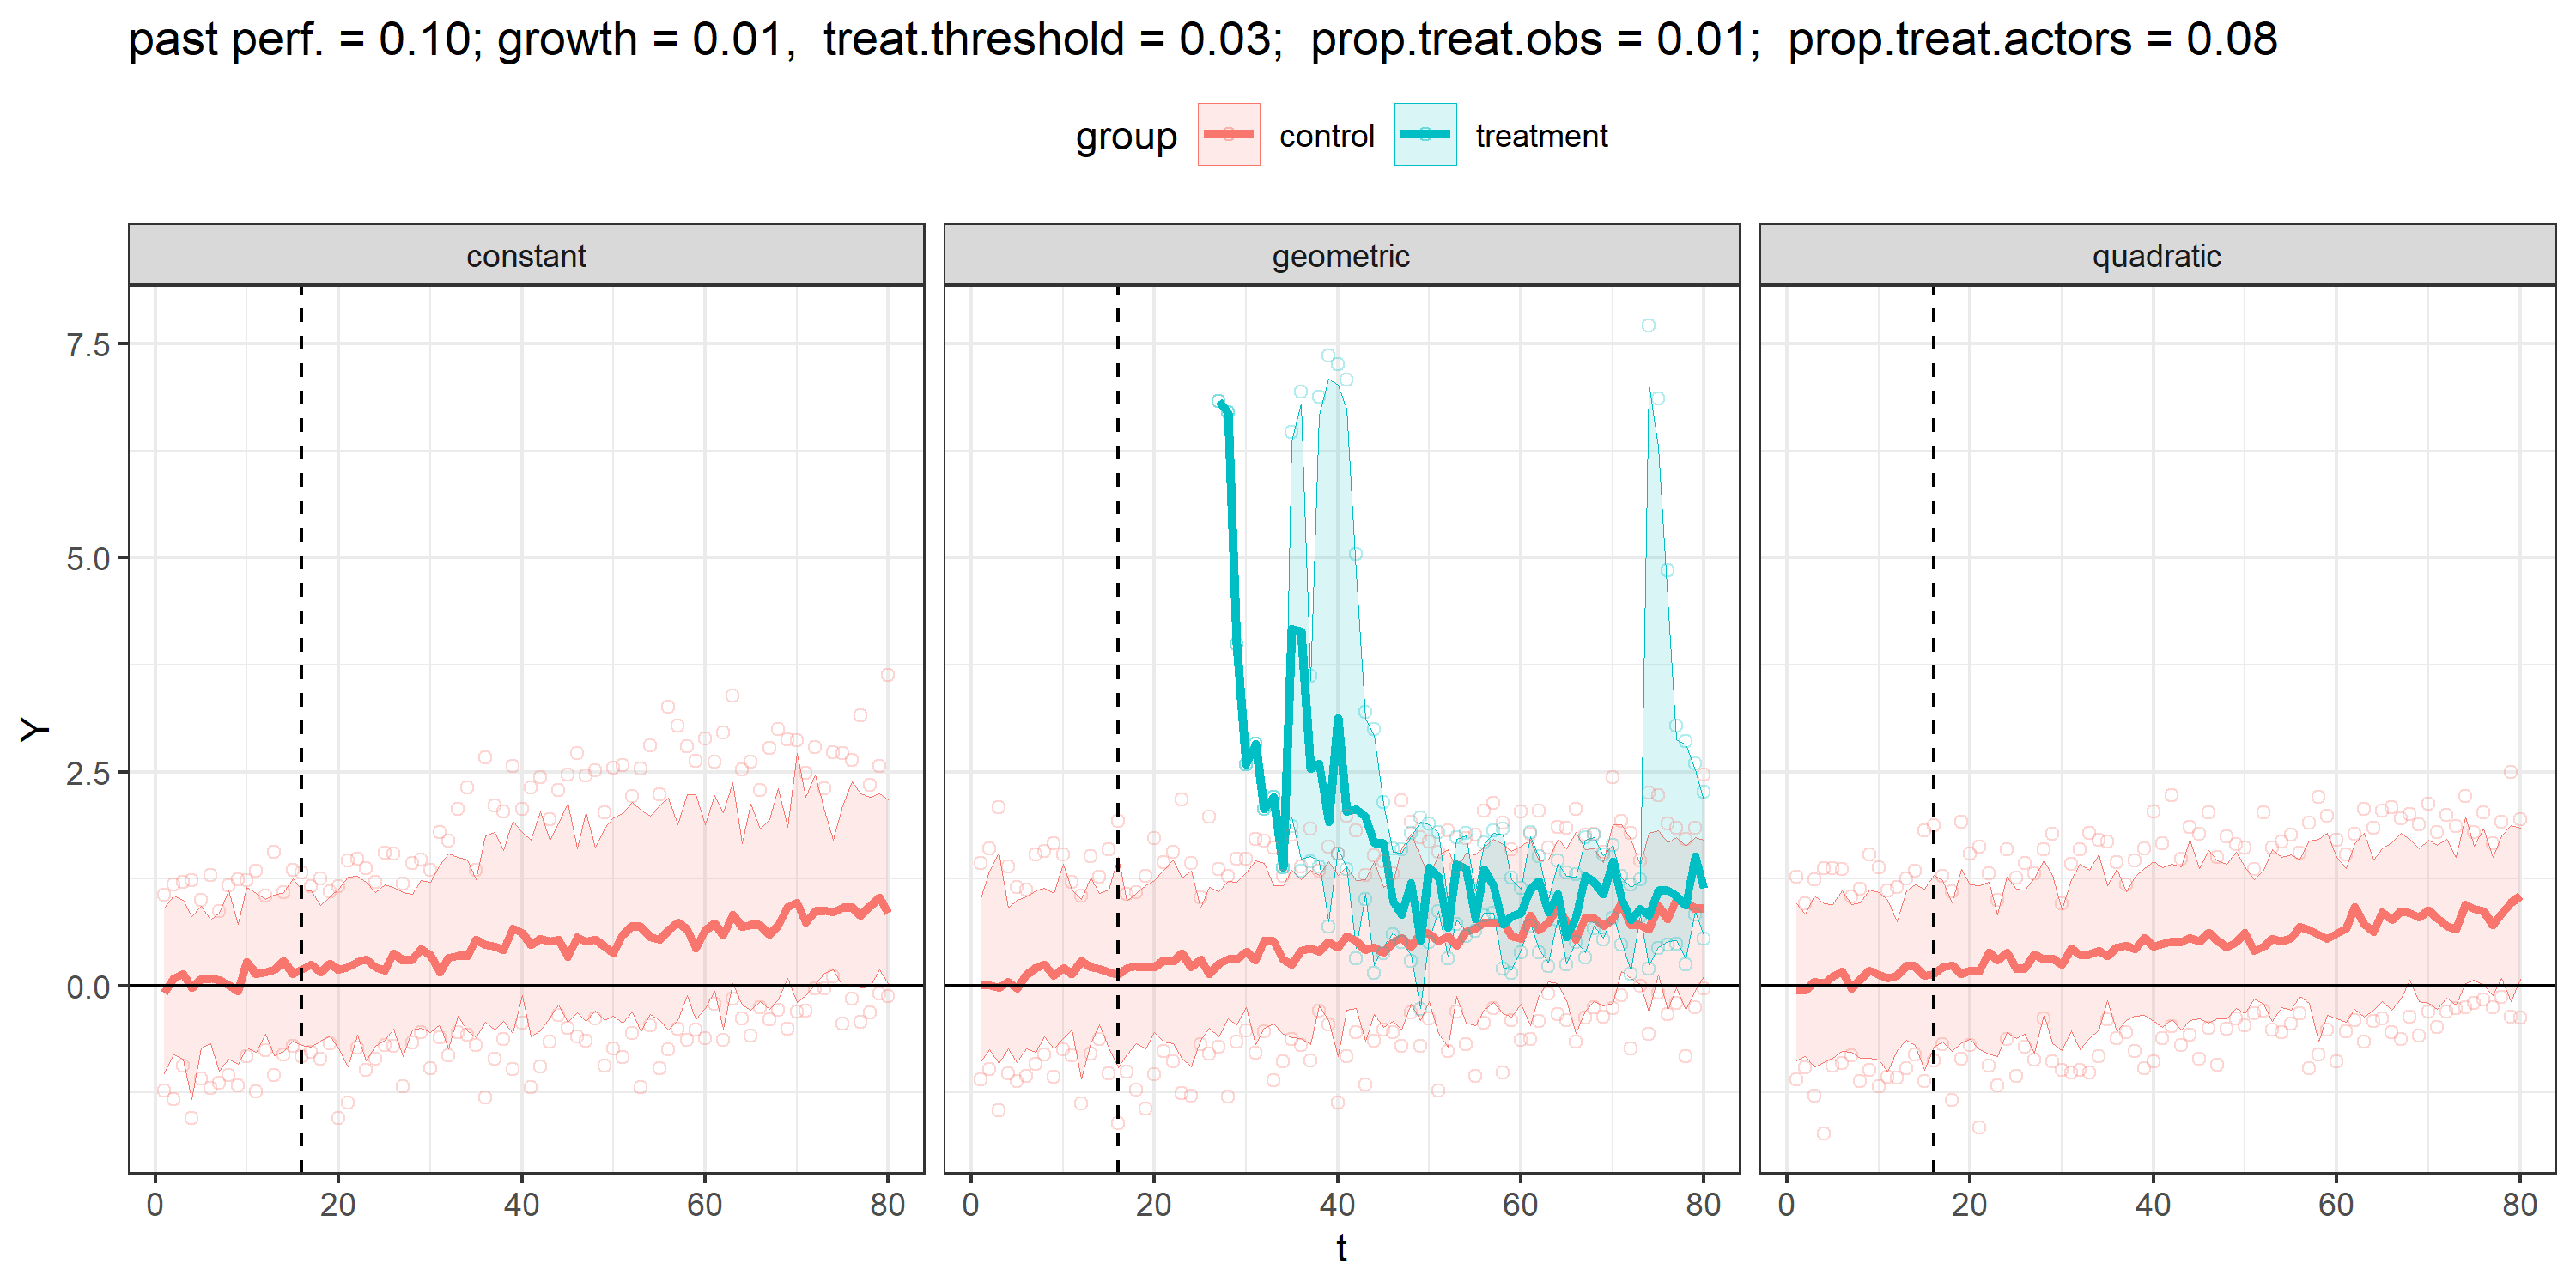 past perf. = 0.10; growth = 0.01,  treat.threshold = 0.03;  prop.treat.obs = 0.01;  prop.treat.actors = 0.08
group control treatment
constant geometric quadratic
7.5
5.0
2.5
0.0
Y
0 20 40 60 80 0 20 40 60 80 0 20 40 60 80
t